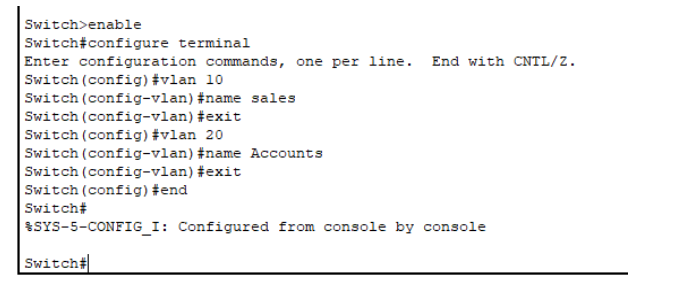 Switch>enable
Switch#configure terminal
Enter configuration commands, one per line.  End with CNTL/Z.
Switch(config)#vlan 10
Switch(config-vlan)#name sales
Switch(config-vlan)#exit
Switch(config)#vlan 20
Switch(config-vlan)#name Accounts
Switch(config-vlan)#exit
Switch(config)#end
Switch#
%SYS-5-CONFIG_I: Configured from console by console
Switch#